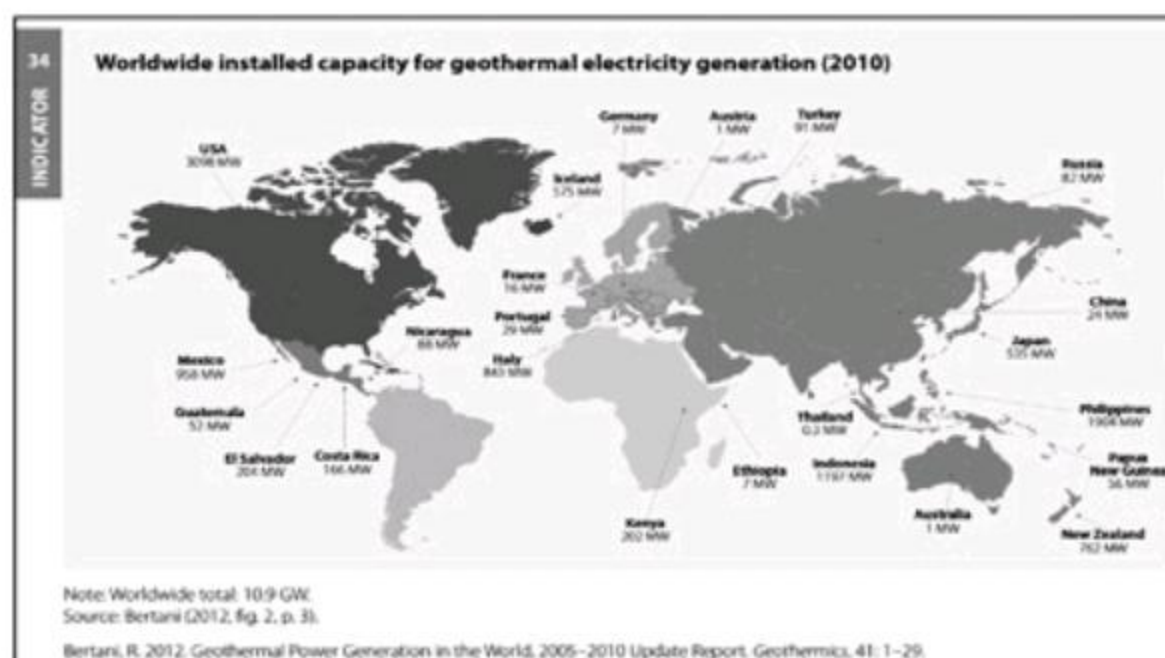 34
INDICATOR
Worldwide installed capacity for geothermal electricity generation (2010)
Germany
7 MW
Austria
1 MW
Turkey
91 MW
USA
3098 MW
Iceland
575 MW
Russia
82 MW
France
16 MW
Portugal
29 MW
Italy
843 MW
Nicaragua
88 MW
China
24 MW
Japan
535 MW
Mexico
958 MW
Guatemala
52 MW
El Salvador
204 MW
Costa Rica
166 MW
Thailand
0.3 MW
Philippines
1904 MW
Indonesia
1197 MW
Ethiopia
7 MW
Papua
New Guinea
56 MW
Australia
1 MW
Kenya
202 MW
New Zealand
762 MW
Note: Worldwide total: 10.9 GW.
Source: Bertani (2012, fig. 2, p. 3).
Bertani, R. 2012. Geothermal Power Generation in the World, 2005–2010 Update Report. Geothermics, 41: 1–29.